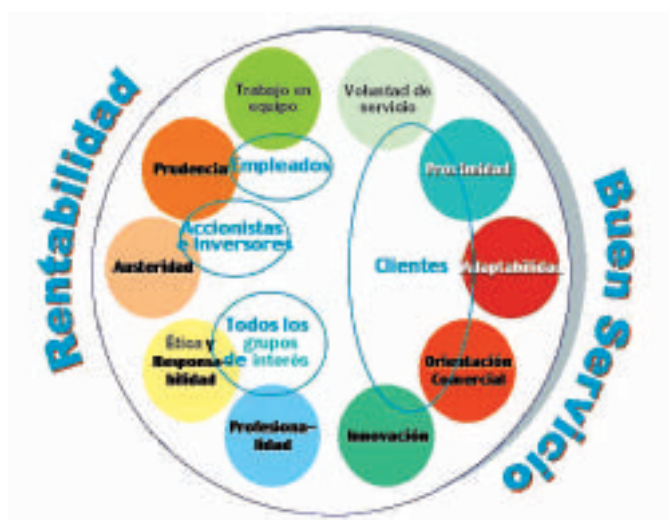 Rentabilidad
Trabajo en
equipo
Voluntad de
servicio
Prudencia
Empleados
Proximidad
Accionistas
e Inversores
Austeridad
Clientes
Adaptabilidad
Todos los
grupos
de interés
Ética y
Responsa-
bilidad
Orientación
Comercial
Profesiona-
lidad
Innovación
Buen Servicio